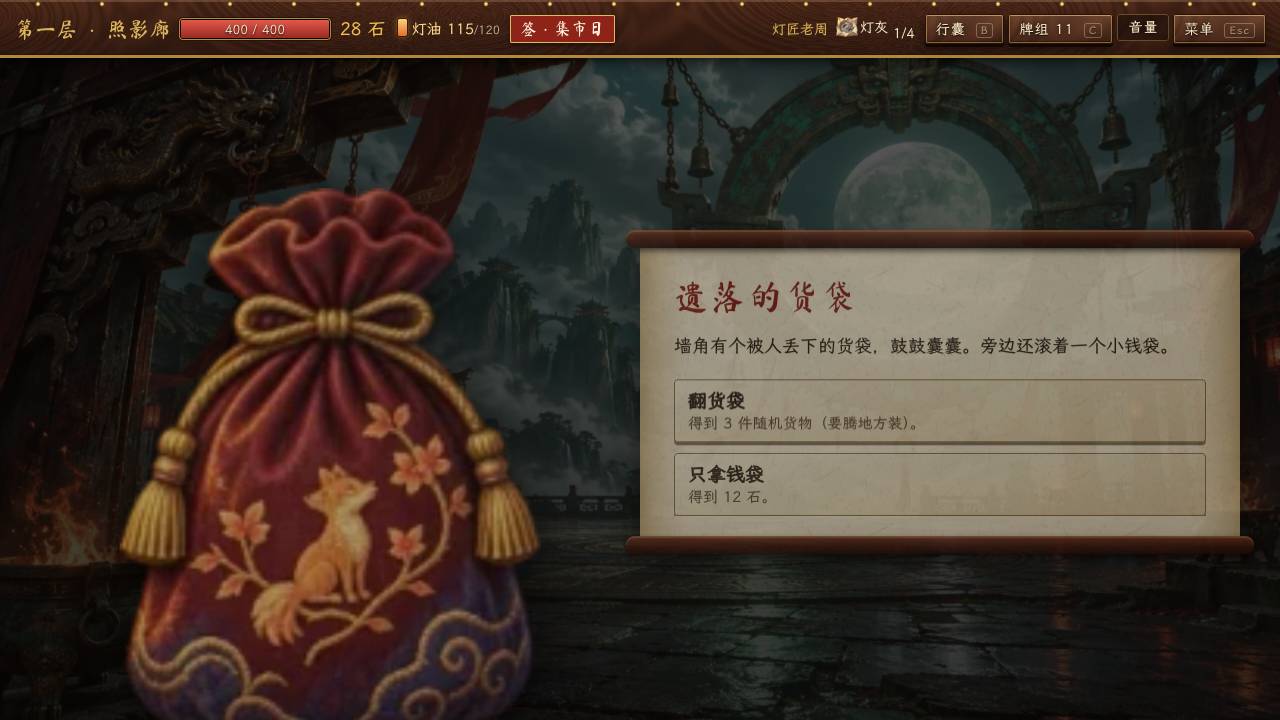 第一层 · 照影廊 400 / 400 28 石 灯油 115/120 签 · 集市日 灯匠老周 灯灰 1/4 行囊 B 牌组 11 C 音量 菜单 Esc
遗落的货袋
墙角有个被人丢下的货袋，鼓鼓囊囊。旁边还滚着一个小钱袋。
翻货袋
得到 3 件随机货物（要腾地方装）。
只拿钱袋
得到 12 石。